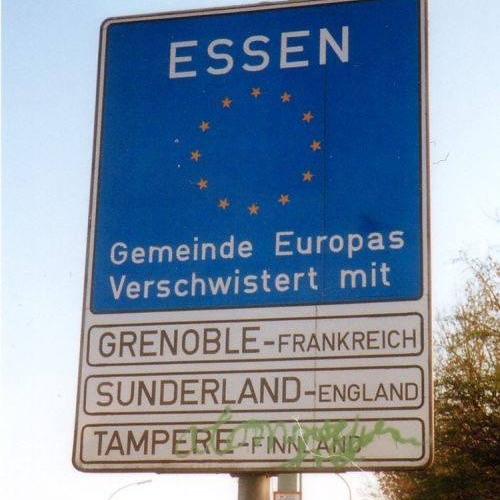 ESSEN
Gemeinde Europas
Verschwistert mit
GRENOBLE-FRANKREICH
SUNDERLAND-ENGLAND
TAMPERE-FINNLAND